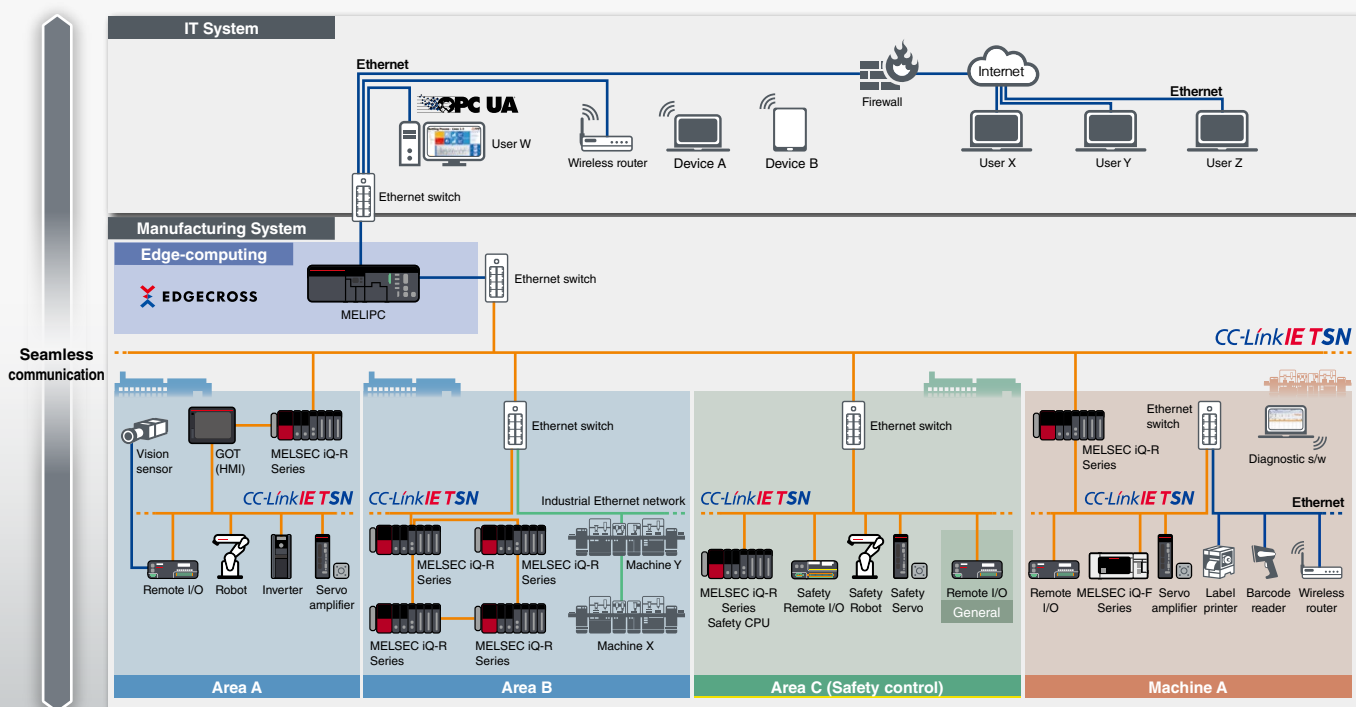 IT System
Ethernet
OPC UA
User W
Wireless router
Device A
Device B
Firewall
Internet
Ethernet
User X
User Y
User Z
Ethernet switch
Manufacturing System
Edge-computing
EDGECROSS
MELIPC
Ethernet switch
Seamless
communication
CC-Link IE TSN
Vision
sensor
GOT
(HMI)
MELSEC iQ-R
Series
CC-Link IE TSN
Remote I/O
Robot
Inverter
Servo
amplifier
Area A
Ethernet switch
CC-Link IE TSN
Industrial Ethernet network
MELSEC iQ-R
Series
MELSEC iQ-R
Series
Machine Y
MELSEC iQ-R
Series
MELSEC iQ-R
Series
Machine X
Area B
Ethernet switch
CC-Link IE TSN
MELSEC iQ-R
Series
Safety CPU
Safety
Remote I/O
Safety
Robot
Safety
Servo
Remote I/O
General
Area C (Safety control)
MELSEC iQ-R
Series
Ethernet
switch
Diagnostic s/w
CC-Link IE TSN
Ethernet
Remote
I/O
MELSEC iQ-F
Series
Servo
amplifier
Label
printer
Barcode
reader
Wireless
router
Machine A